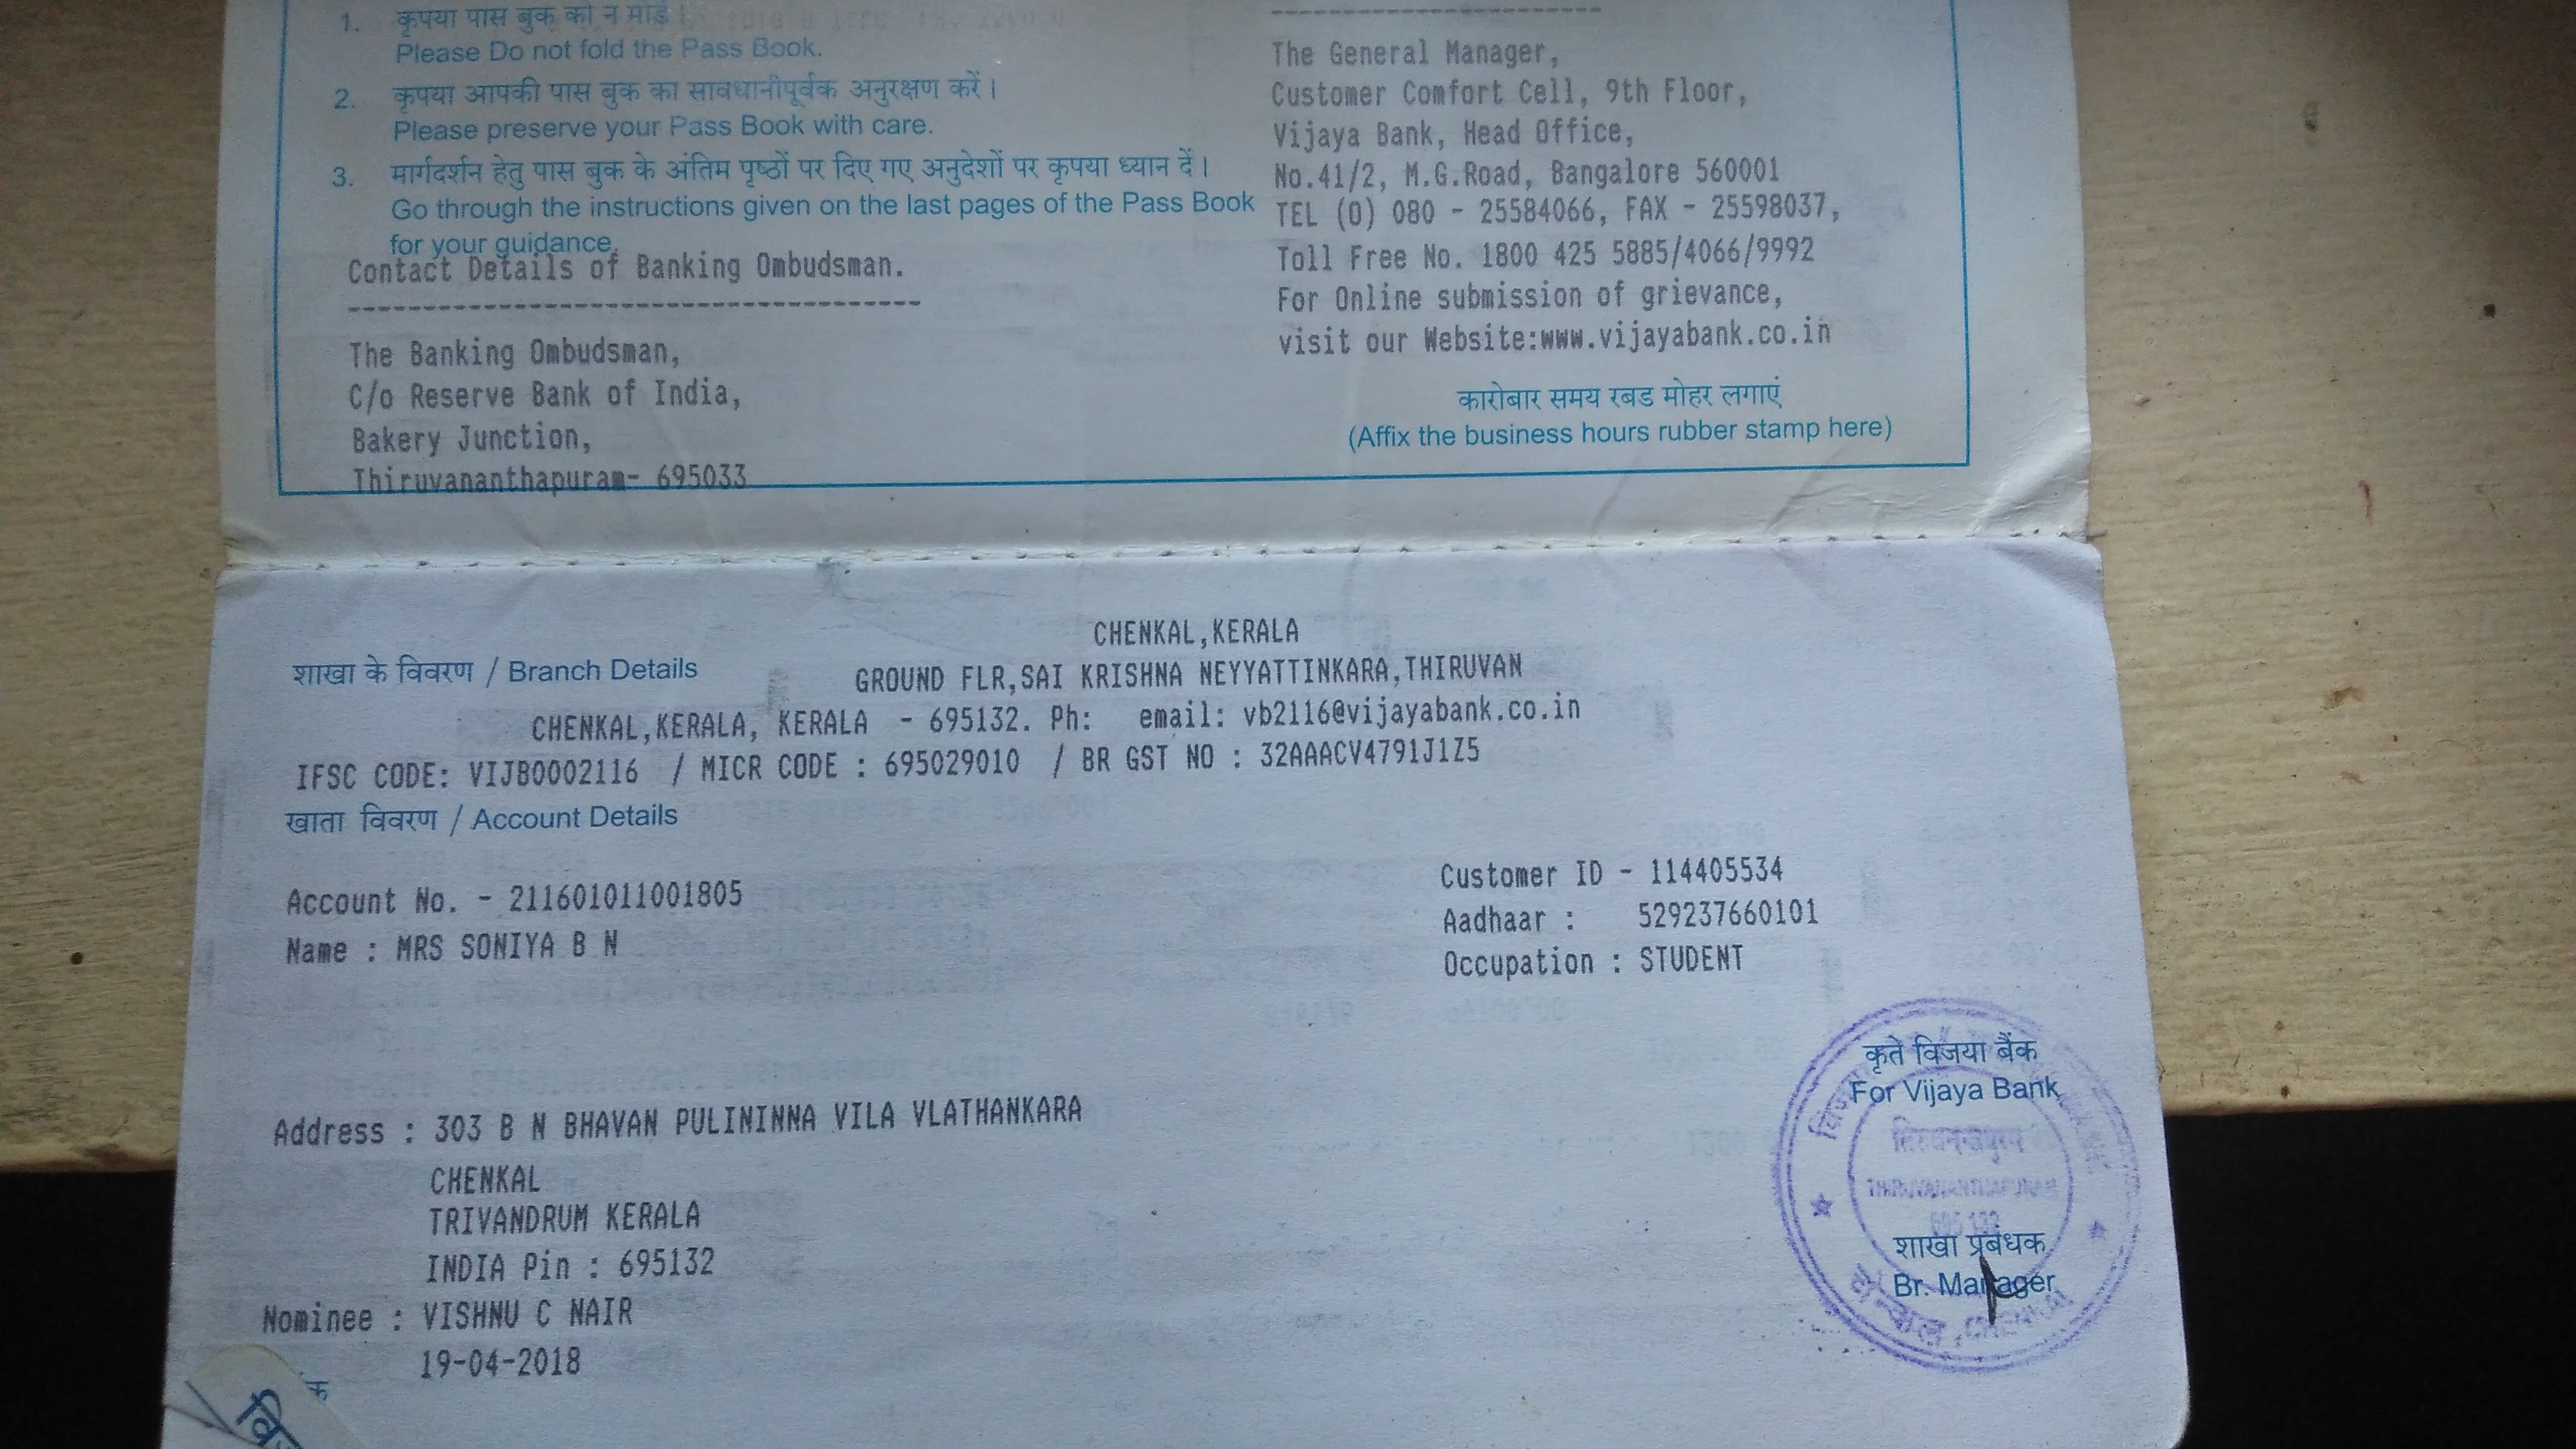 1. कृपया पास बुक को न मोड़ें।
Please Do not fold the Pass Book.
2. कृपया आपकी पास बुक का सावधानीपूर्वक अनुरक्षण करें।
Please preserve your Pass Book with care.
3. मार्गदर्शन हेतु पास बुक के अंतिम पृष्ठों पर दिए गए अनुदेशों पर कृपया ध्यान दें।
Go through the instructions given on the last pages of the Pass Book
for your guidance.
Contact Details of Banking Ombudsman.
------------------------------------
The Banking Ombudsman,
C/o Reserve Bank of India,
Bakery Junction,
Thiruvananthapuram- 695033
The General Manager,
Customer Comfort Cell, 9th Floor,
Vijaya Bank, Head Office,
No.41/2, M.G.Road, Bangalore 560001
TEL (O) 080 - 25584066, FAX - 25598037,
Toll Free No. 1800 425 5885/4066/9992
For Online submission of grievance,
visit our Website:www.vijayabank.co.in
कारोबार समय रबड मोहर लगाएं
(Affix the business hours rubber stamp here)
CHENKAL,KERALA
शाखा के विवरण / Branch Details GROUND FLR,SAI KRISHNA NEYYATTINKARA,THIRUVAN
CHENKAL,KERALA, KERALA - 695132. Ph: email: vb2116@vijayabank.co.in
IFSC CODE: VIJB0002116 / MICR CODE : 695029010 / BR GST NO : 32AAACV4791J1Z5
खाता विवरण / Account Details
Account No. - 211601011001805
Name : MRS SONIYA B N
Customer ID - 114405534
Aadhaar : 529237660101
Occupation : STUDENT
Address : 303 B N BHAVAN PULININNA VILA VLATHANKARA
CHENKAL
TRIVANDRUM KERALA
INDIA Pin : 695132
Nominee : VISHNU C NAIR
19-04-2018
कृते विजया बैंक
For Vijaya Bank
THIRUVANANTHAPURAM
695 132
शाखा प्रबंधक
Br. Manager
CHENKAL